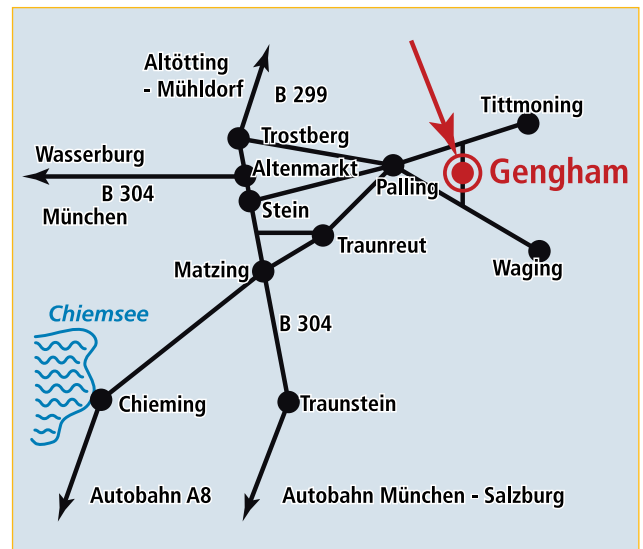 Altötting
- Mühldorf
B 299
Tittmoning
Trostberg
Wasserburg
Altenmarkt
Gengham
B 304
Palling
München
Stein
Traunreut
Waging
Matzing
Chiemsee
B 304
Chieming
Traunstein
Autobahn A8
Autobahn München - Salzburg